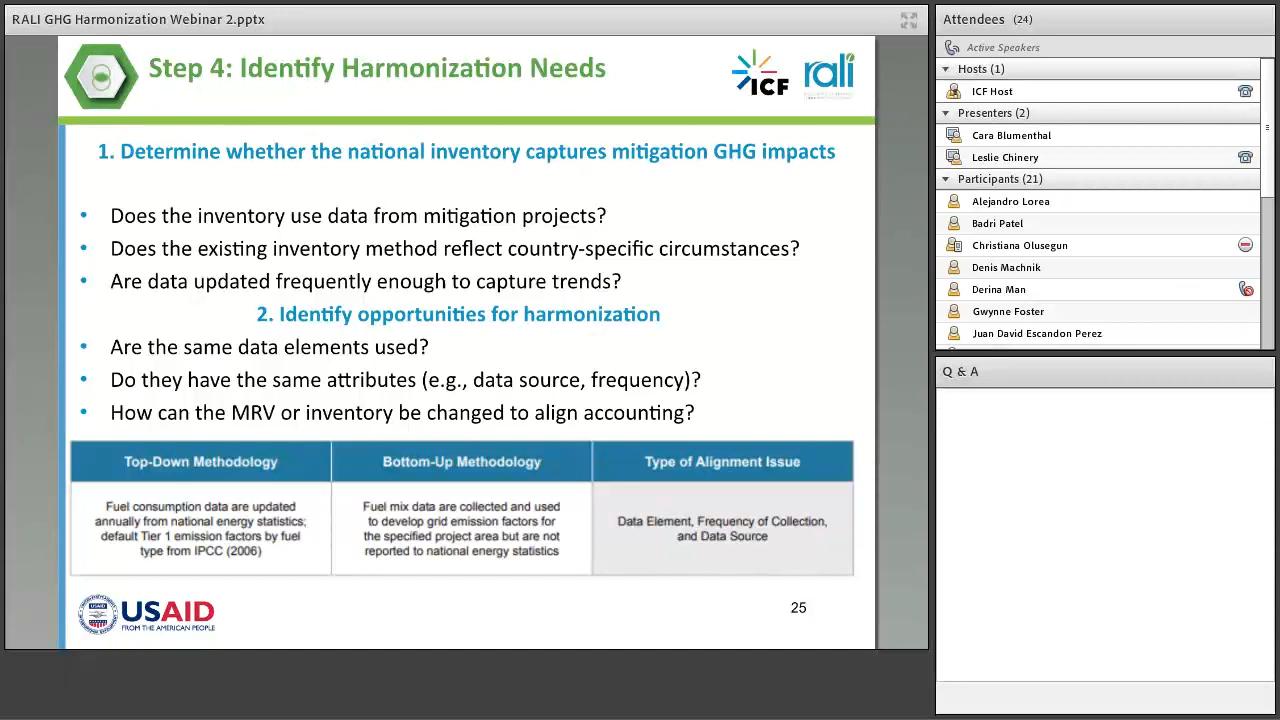 RALI GHG Harmonization Webinar 2.pptx
Step 4: Identify Harmonization Needs
ICF
rali
1. Determine whether the national inventory captures mitigation GHG impacts
• Does the inventory use data from mitigation projects?
• Does the existing inventory method reflect country-specific circumstances?
• Are data updated frequently enough to capture trends?
2. Identify opportunities for harmonization
• Are the same data elements used?
• Do they have the same attributes (e.g., data source, frequency)?
• How can the MRV or inventory be changed to align accounting?
Top-Down Methodology
Fuel consumption data are updated
annually from national energy statistics;
default Tier 1 emission factors by fuel
type from IPCC (2006)
Bottom-Up Methodology
Fuel mix data are collected and used
to develop grid emission factors for
the specified project area but are not
reported to national energy statistics
Type of Alignment Issue
Data Element, Frequency of Collection,
and Data Source
USAID
FROM THE AMERICAN PEOPLE
25
Attendees (24)
Active Speakers
Hosts (1)
ICF Host
Presenters (2)
Cara Blumenthal
Leslie Chinery
Participants (21)
Alejandro Lorea
Badri Patel
Christiana Olusegun
Denis Machnik
Derina Man
Gwynne Foster
Juan David Escandon Perez
Q & A